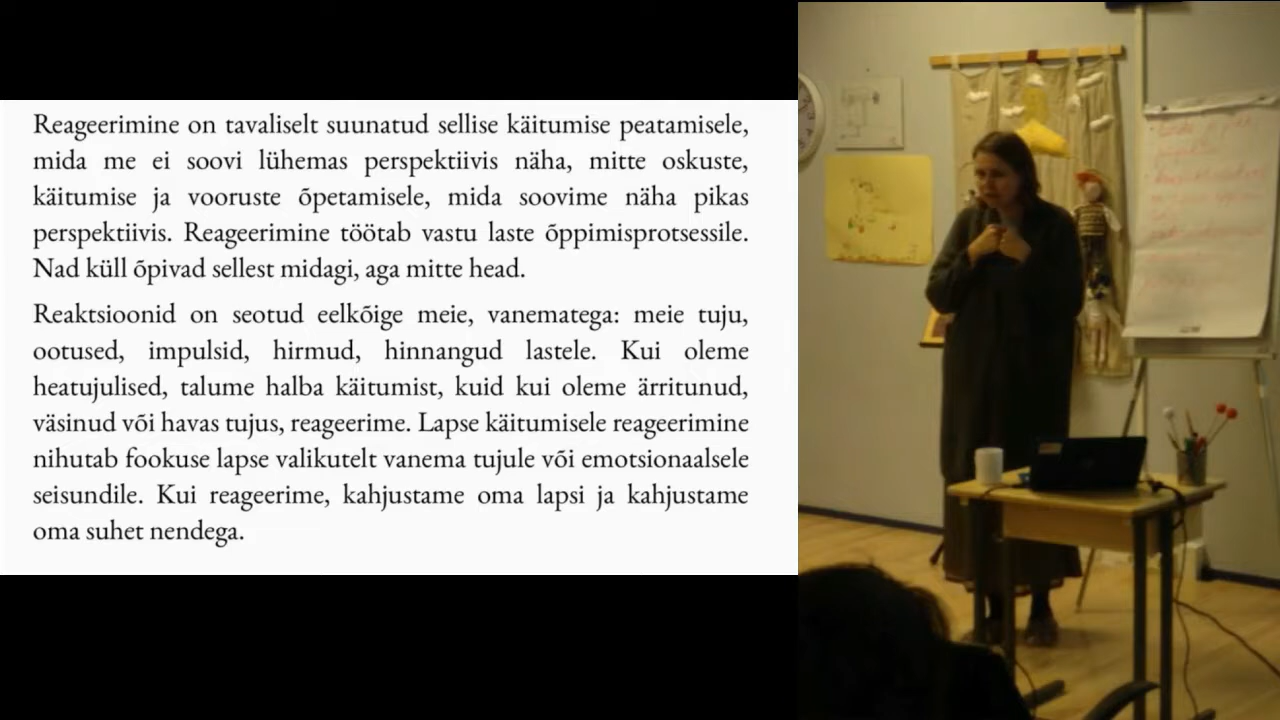 Reageerimine on tavaliselt suunatud sellise käitumise peatamisele,
mida me ei soovi lühemas perspektiivis näha, mitte oskuste,
käitumise ja vooruste õpetamisele, mida soovime näha pikas
perspektiivis. Reageerimine töötab vastu laste õppimisprotsessile.
Nad küll õpivad sellest midagi, aga mitte head.
Reaktsioonid on seotud eelkõige meie, vanematega: meie tuju,
ootused, impulsid, hirmud, hinnangud lastele. Kui oleme
heatujulised, talume halba käitumist, kuid kui oleme ärritunud,
väsinud või havas tujus, reageerime. Lapse käitumisele reageerimine
nihutab fookuse lapse valikutelt vanema tujule või emotsionaalsele
seisundile. Kui reageerime, kahjustame oma lapsi ja kahjustame
oma suhet nendega.